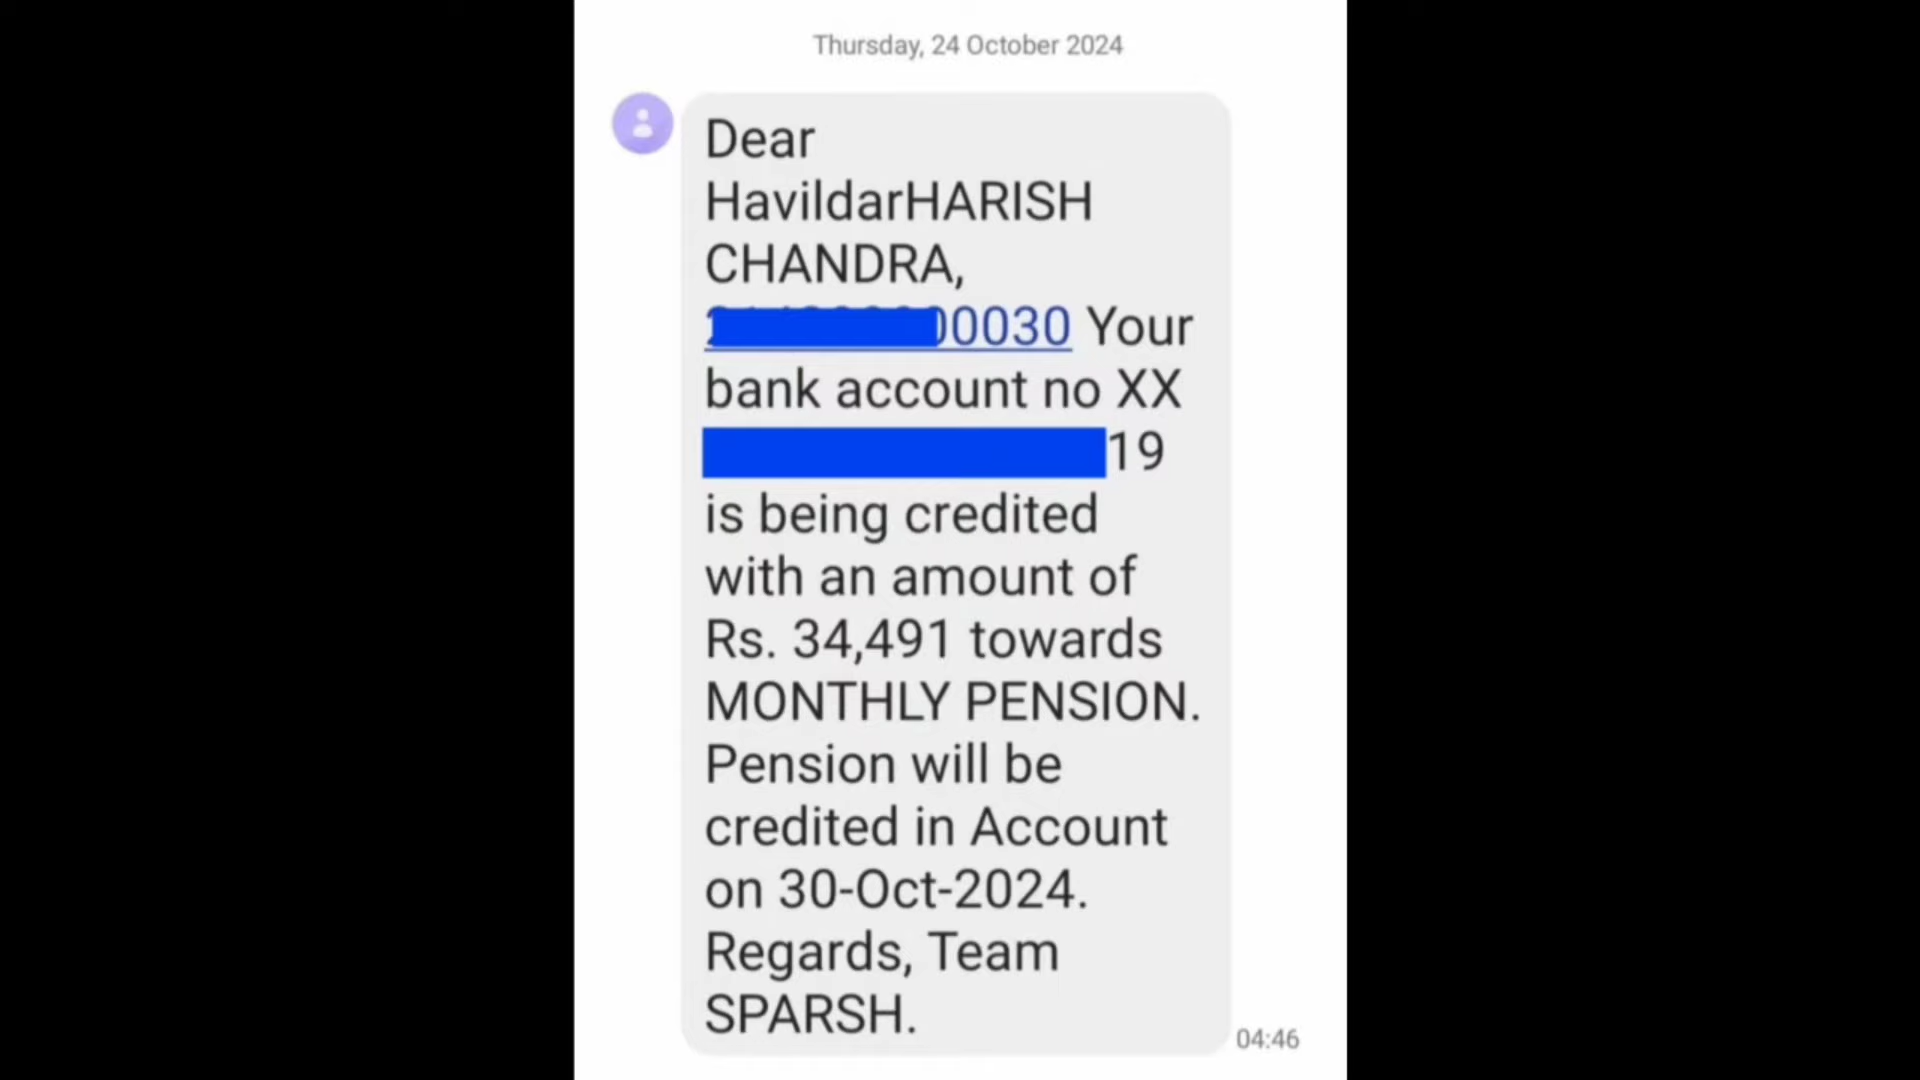 Thursday, 24 October 2024
Dear
HavildarHARISH
CHANDRA,
00030 Your
bank account no XX
19
is being credited
with an amount of
Rs. 34,491 towards
MONTHLY PENSION.
Pension will be
credited in Account
on 30-Oct-2024.
Regards, Team
SPARSH.
04:46